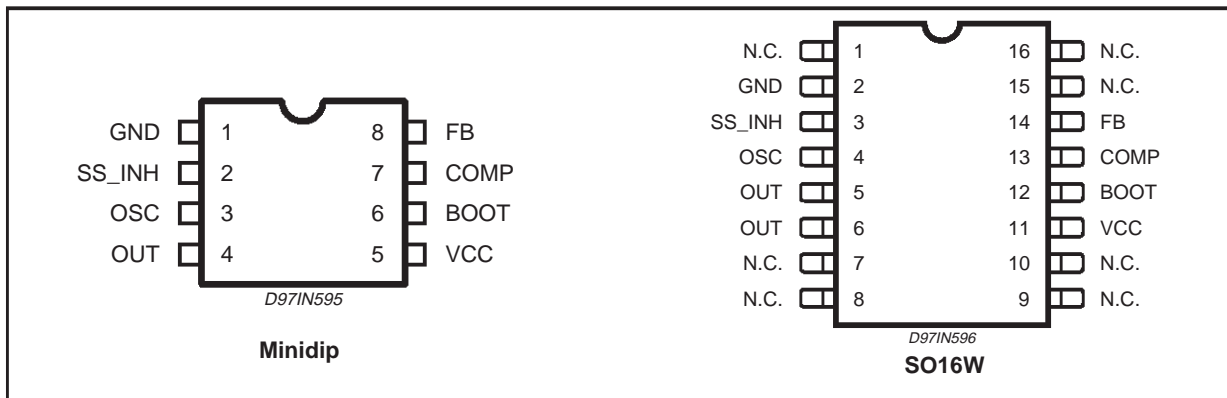 GND 1 8 FB
SS_INH 2 7 COMP
OSC 3 6 BOOT
OUT 4 5 VCC
D97IN595
Minidip
N.C. 1 16 N.C.
GND 2 15 N.C.
SS_INH 3 14 FB
OSC 4 13 COMP
OUT 5 12 BOOT
OUT 6 11 VCC
N.C. 7 10 N.C.
N.C. 8 9 N.C.
D97IN596
SO16W